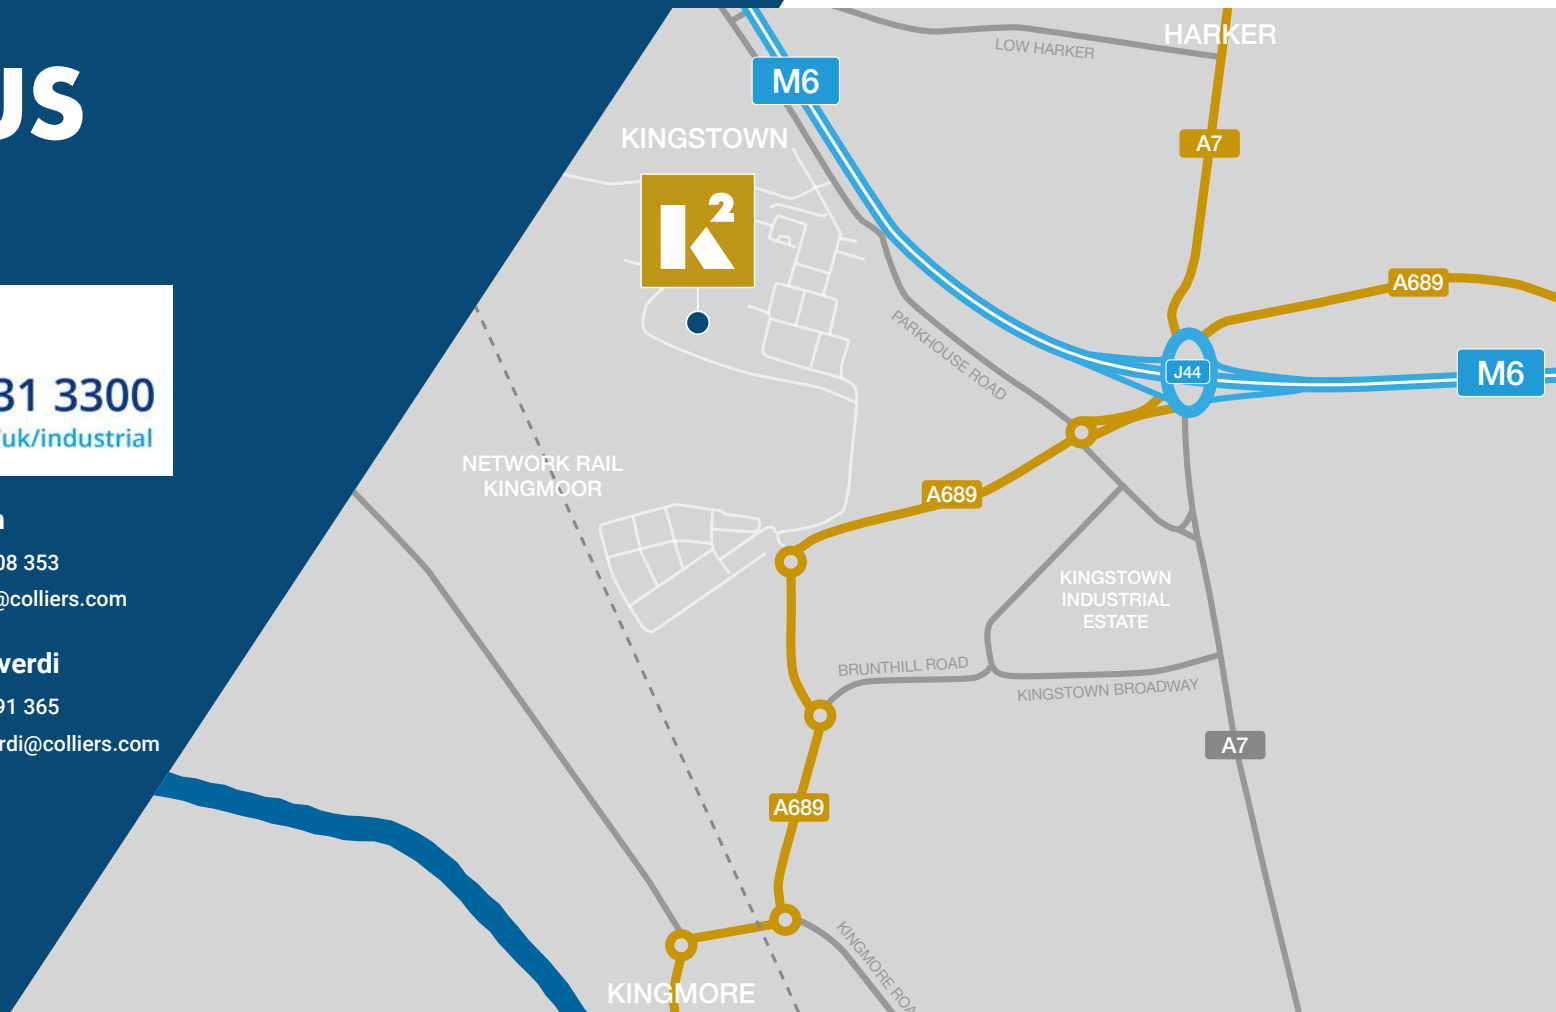 US
31 3300
/uk/industrial
n
08 353
@colliers.com
verdi
91 365
rdi@colliers.com
HARKER
LOW HARKER
M6
KINGSTOWN
A7
K2
A689
PARKHOUSE ROAD
J44
M6
NETWORK RAIL
KINGMOOR
A689
KINGSTOWN
INDUSTRIAL
ESTATE
BRUNTHILL ROAD
KINGSTOWN BROADWAY
A7
A689
KINGMORE ROA
KINGMORE